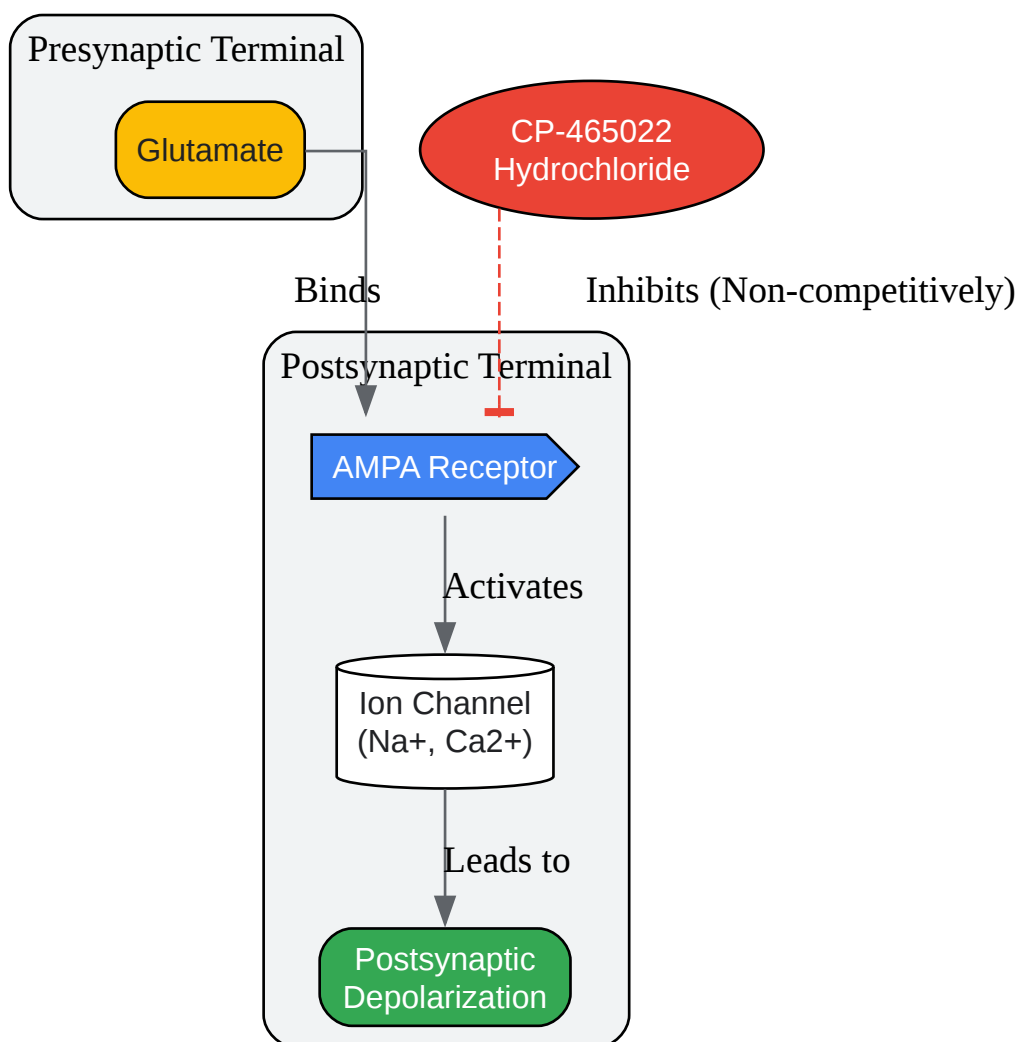 Presynaptic Terminal
Glutamate
CP-465022
Hydrochloride
Binds
Inhibits (Non-competitively)
Postsynaptic Terminal
AMPA Receptor
Activates
Ion Channel
(Na+, Ca2+)
Leads to
Postsynaptic
Depolarization